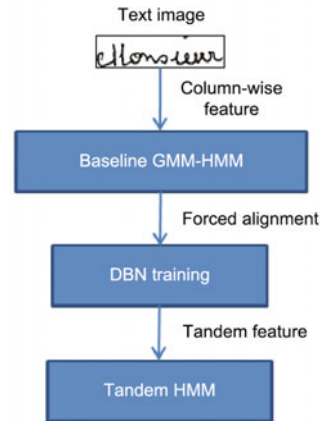 Text image
Monsieur
Column-wise
feature
Baseline GMM-HMM
Forced alignment
DBN training
Tandem feature
Tandem HMM